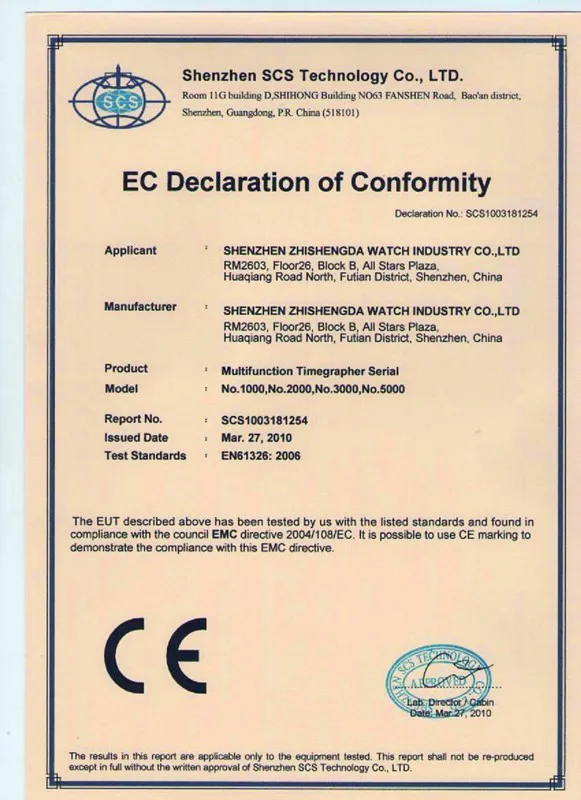 SCS
Shenzhen SCS Technology Co., LTD.
Room 11G building D,SHIHONG Building NO63 FANSHEN Road, Bao'an district,
Shenzhen, Guangdong, P.R. China (518101)
EC Declaration of Conformity
Declaration No.: SCS1003181254
Applicant : SHENZHEN ZHISHENGDA WATCH INDUSTRY CO.,LTD
RM2603, Floor26, Block B, All Stars Plaza,
Huaqiang Road North, Futian District, Shenzhen, China
Manufacturer : SHENZHEN ZHISHENGDA WATCH INDUSTRY CO.,LTD
RM2603, Floor26, Block B, All Stars Plaza,
Huaqiang Road North, Futian District, Shenzhen, China
Product : Multifunction Timegrapher Serial
Model : No.1000,No.2000,No.3000,No.5000
Report No. : SCS1003181254
Issued Date : Mar. 27, 2010
Test Standards : EN61326: 2006
The EUT described above has been tested by us with the listed standards and found in
compliance with the council EMC directive 2004/108/EC. It is possible to use CE marking to
demonstrate the compliance with this EMC directive.
CE
SCS TECHNOLOGY
APPROVED
Lab. Director / Cabin
Date: Mar.27, 2010
The results in this report are applicable only to the equipment tested. This report shall not be re-produced
except in full without the written approval of Shenzhen SCS Technology Co., LTD.